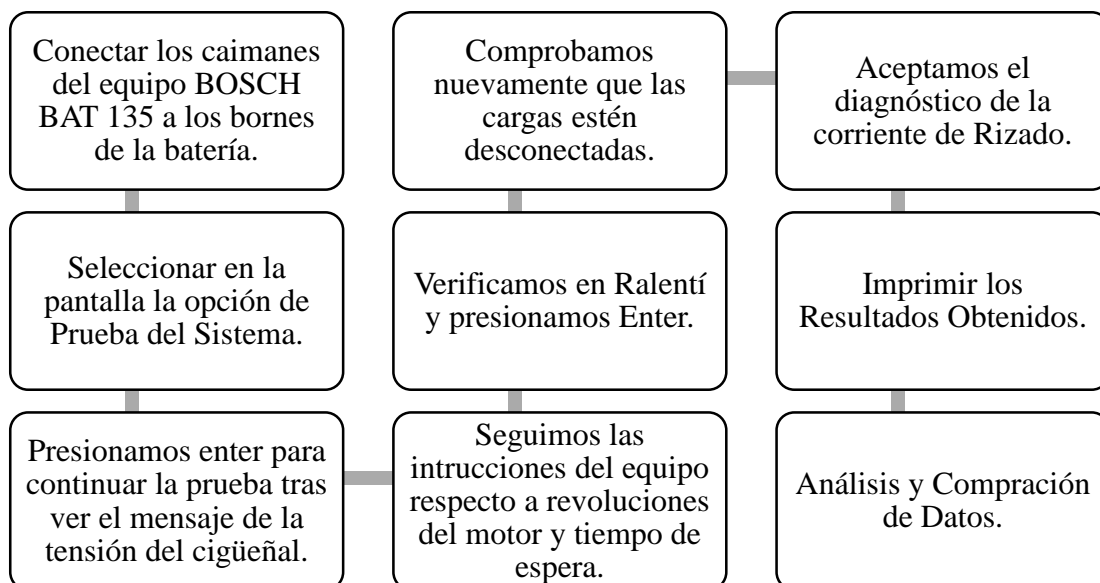 Conectar los caimanes
del equipo BOSCH
BAT 135 a los bornes
de la batería.
Seleccionar en la
pantalla la opción de
Prueba del Sistema.
Presionamos enter para
continuar la prueba tras
ver el mensaje de la
tensión del cigüeñal.
Seguimos las
intrucciones del equipo
respecto a revoluciones
del motor y tiempo de
espera.
Verificamos en Ralentí
y presionamos Enter.
Comprobamos
nuevamente que las
cargas estén
desconectadas.
Aceptamos el
diagnóstico de la
corriente de Rizado.
Imprimir los
Resultados Obtenidos.
Análisis y Compración
de Datos.